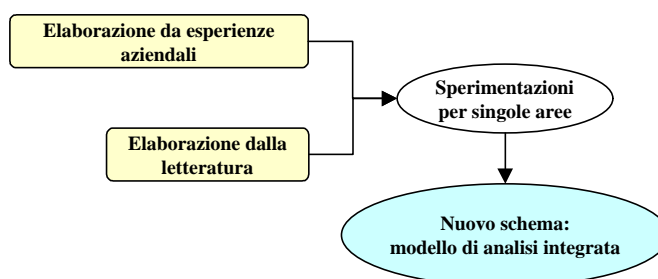 Elaborazione da esperienze
aziendali
Sperimentazioni
per singole aree
Elaborazione dalla
letteratura
Nuovo schema:
modello di analisi integrata